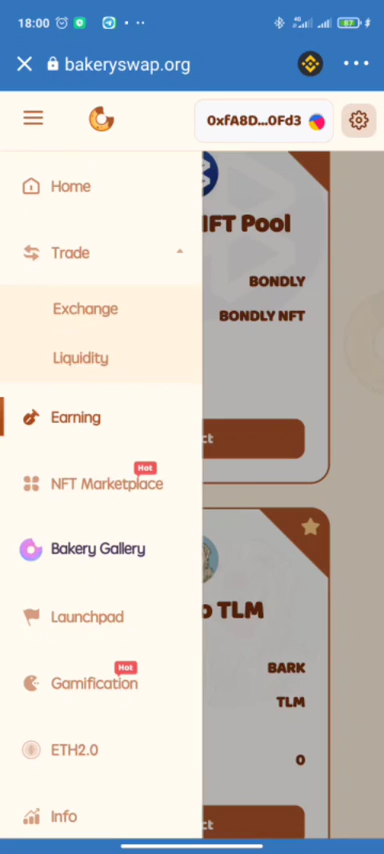 18:00
87
bakeryswap.org
0xfA8D...0Fd3
Home
Trade
Exchange
Liquidity
Earning
Hot
NFT Marketplace
Bakery Gallery
Launchpad
Hot
Gamification
ETH2.0
Info
Pool
BONDLY
BONDLY NFT
TLM
BARK
TLM
0